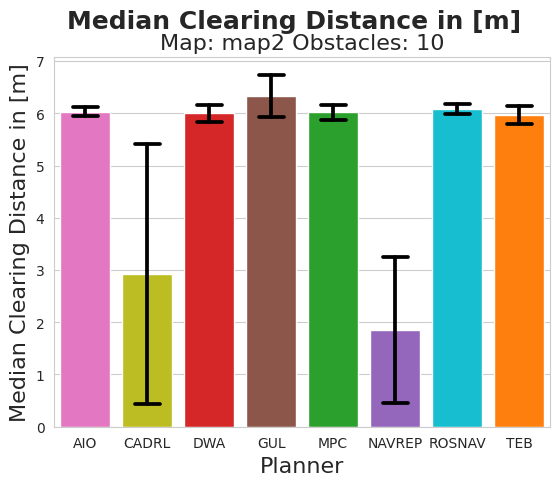 Median Clearing Distance in [m]
Map: map2 Obstacles: 10
Median Clearing Distance in [m]
7
6
5
4
3
2
1
0
AIO CADRL DWA GUL MPC NAVREP ROSNAV TEB
Planner